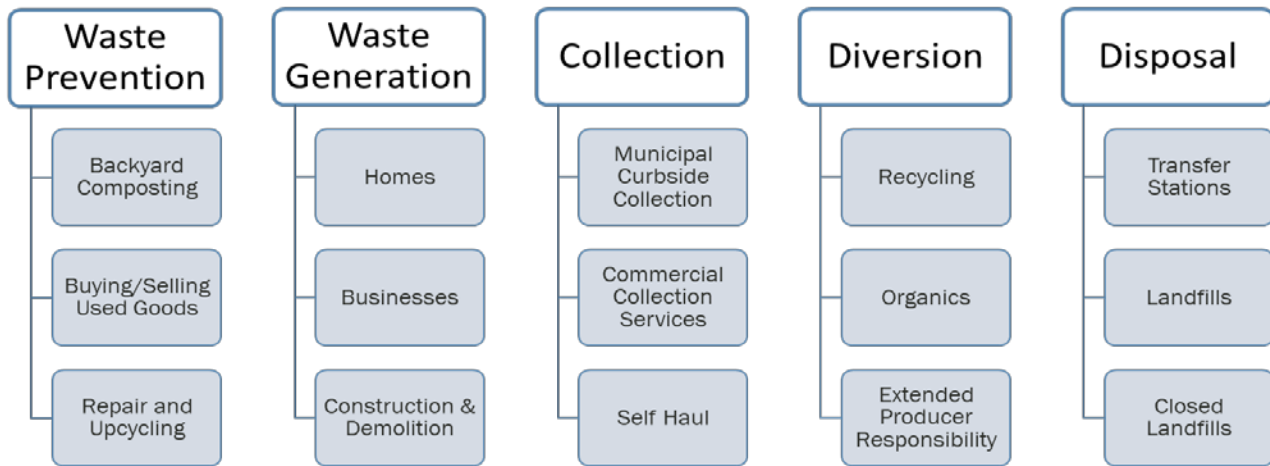 Waste
Prevention
Backyard
Composting
Buying/Selling
Used Goods
Repair and
Upcycling
Waste
Generation
Homes
Businesses
Construction &
Demolition
Collection
Municipal
Curbside
Collection
Commercial
Collection
Services
Self Haul
Diversion
Recycling
Organics
Extended
Producer
Responsibility
Disposal
Transfer
Stations
Landfills
Closed
Landfills